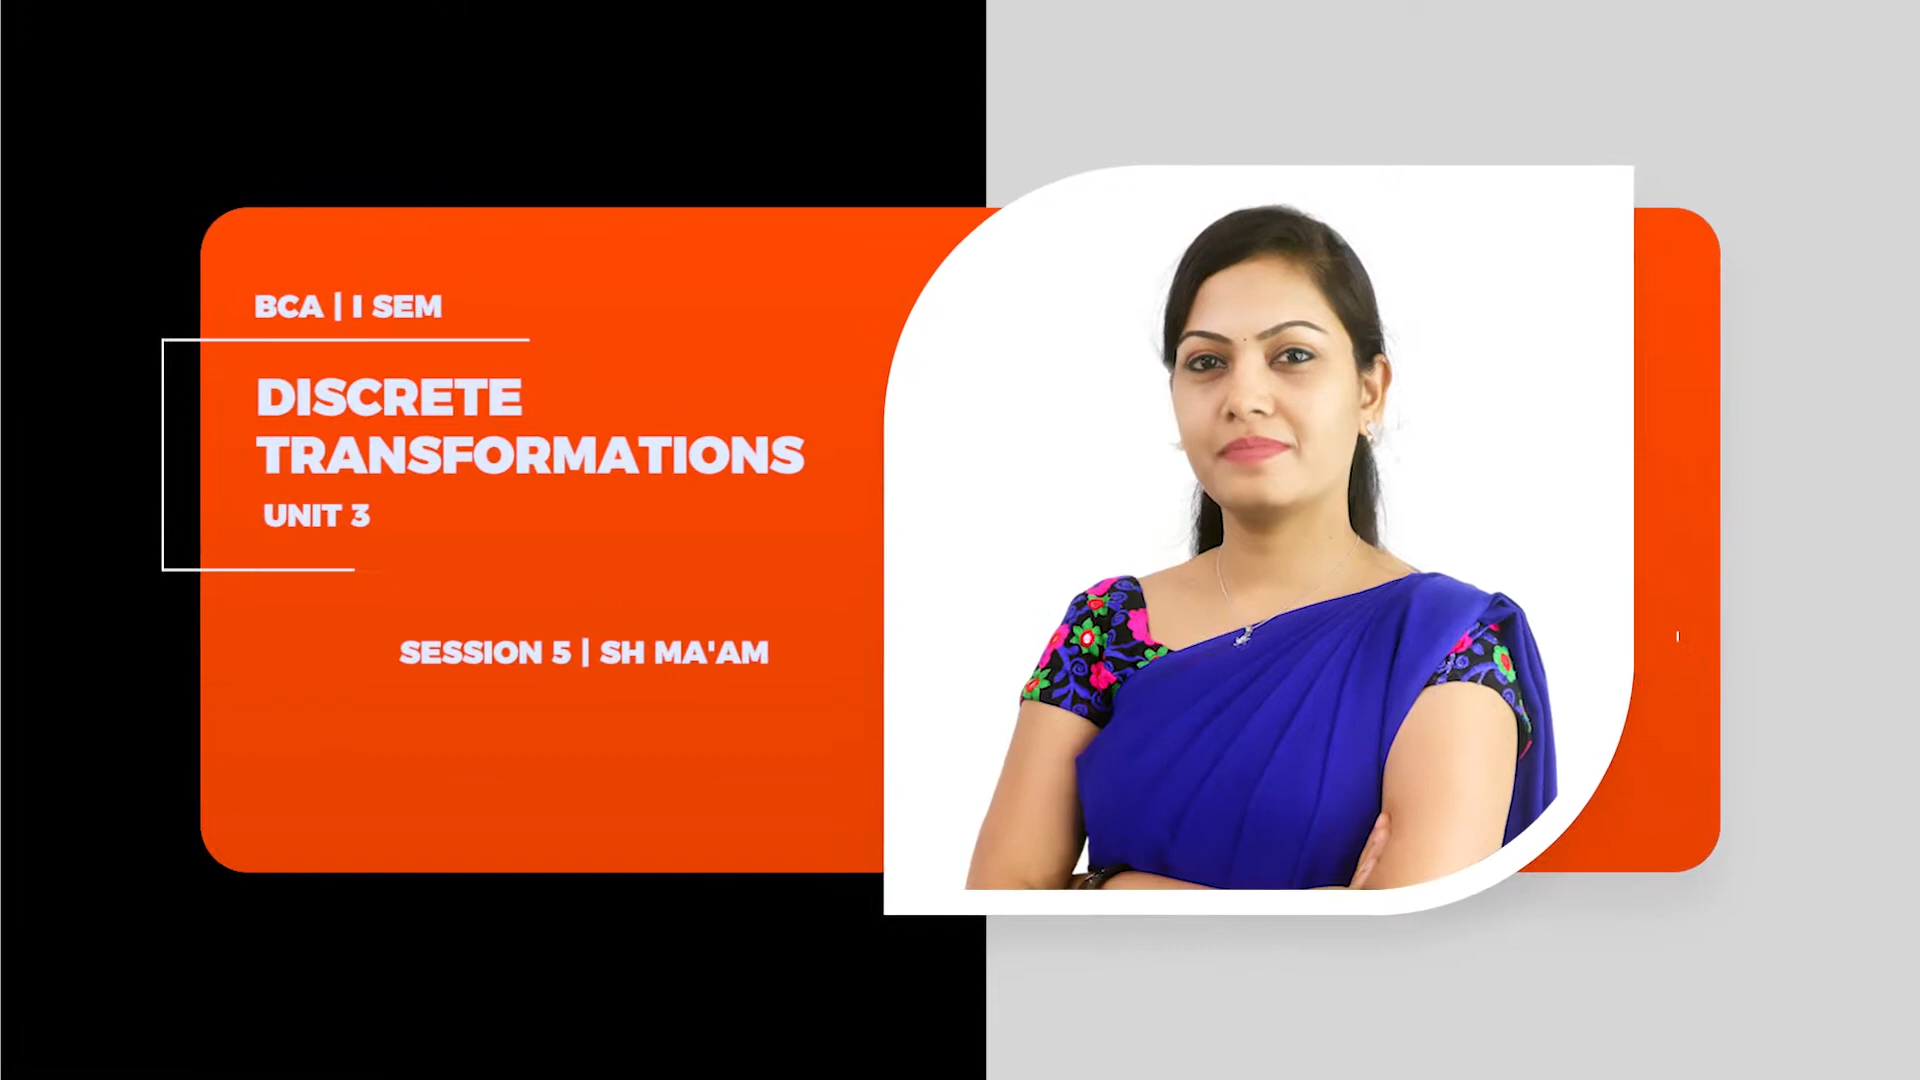 BCA | I SEM
DISCRETE
TRANSFORMATIONS
UNIT 3
SESSION 5 | SH MA'AM